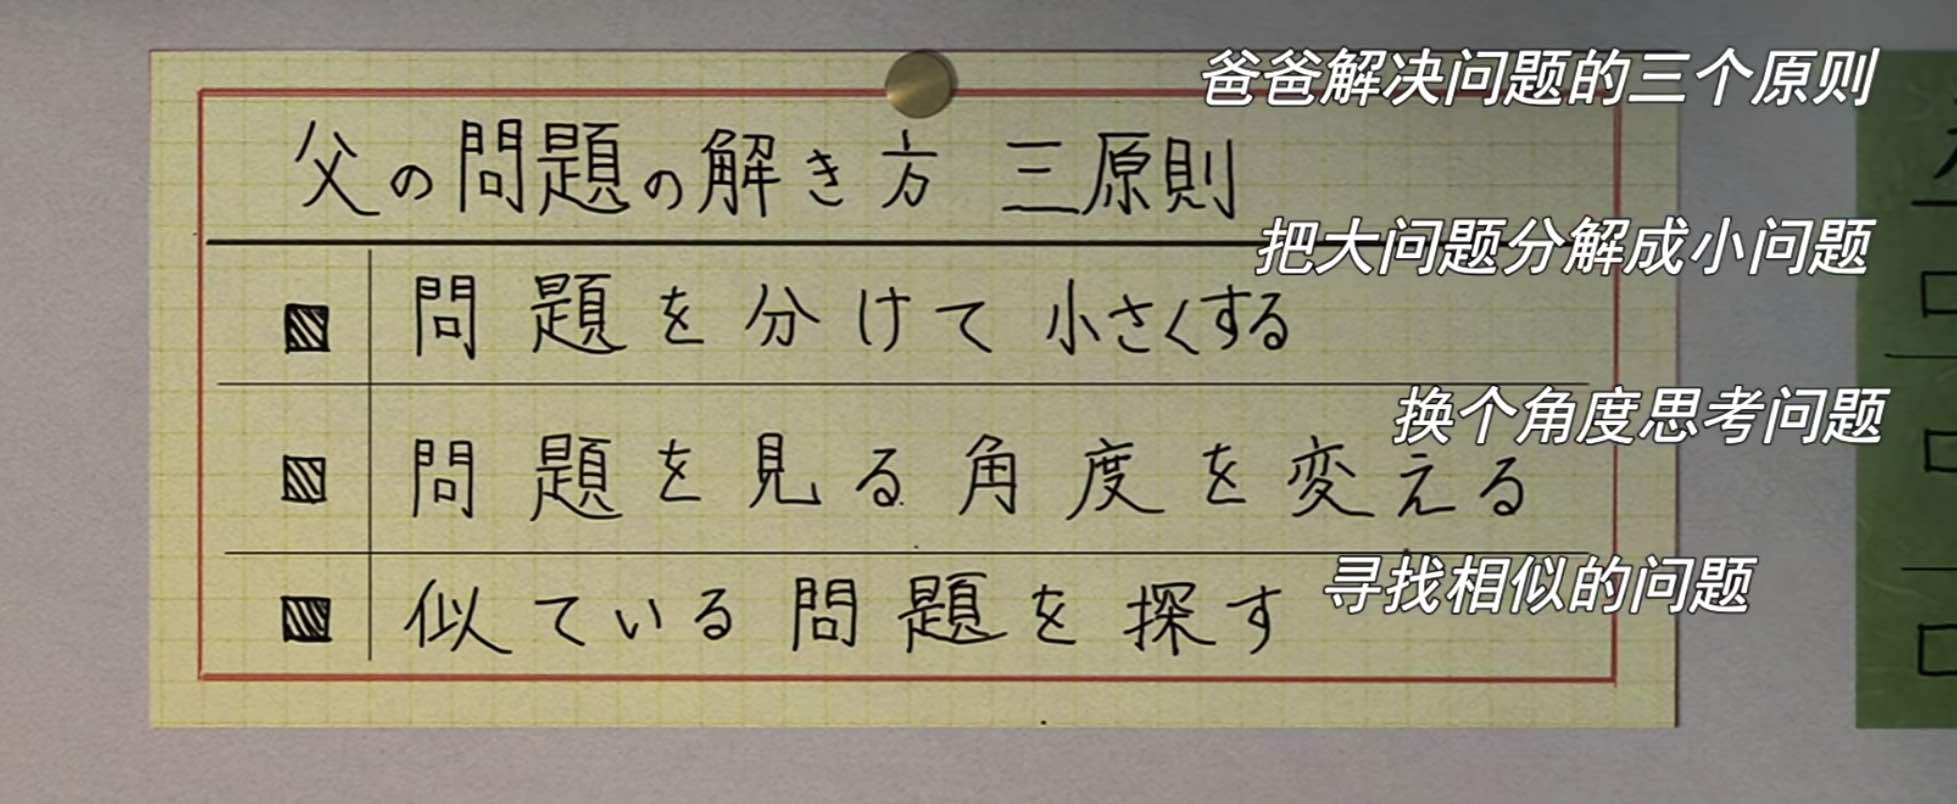 爸爸解决问题的三个原则
父の問題の解き方 三原則
把大问题分解成小问题
問題を分けて小さくする
换个角度思考问题
問題を見る角度を変える
寻找相似的问题
似ている問題を探す